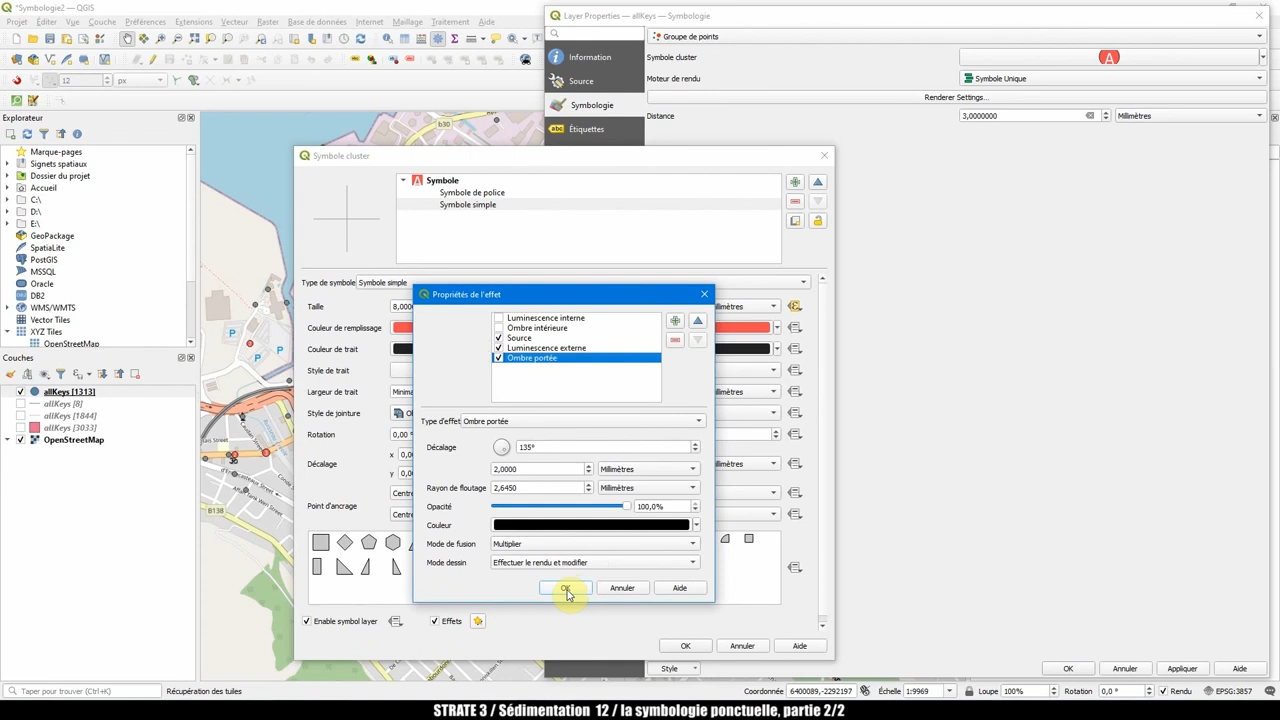 *Symbologie2 — QGIS
Projet Éditer Vue Couche Préférences Extensions Vecteur Raster Base de données Internet Maillage Traitement Aide
12 px
Explorateur
Marque-pages
Signets spatiaux
Dossier du projet
Accueil
C:\
D:\
E:\
GeoPackage
SpatiaLite
PostGIS
MSSQL
Oracle
DB2
WMS/WMTS
Vector Tiles
XYZ Tiles
OpenStreetMap
Couches
allKeys [1313]
allKeys [8]
allKeys [1844]
allKeys [3033]
OpenStreetMap
b30
Layer Properties — allKeys — Symbologie
Information
Source
Symbologie
abc Étiquettes
Groupe de points
Symbole cluster
A
Moteur de rendu
Symbole Unique
Renderer Settings...
Distance
3,0000000
Millimètres
Style
OK Annuler Appliquer Aide
Symbole cluster
Symbole
Symbole de police
Symbole simple
Type de symbole Symbole simple
Taille
Couleur de remplissage
Couleur de trait
Style de trait
Largeur de trait
Style de jointure
Rotation
0,00 °
Décalage
x
y
Point d'ancrage
Enable symbol layer
Effets
OK Annuler Aide
Propriétés de l'effet
Luminescence interne
Ombre intérieure
Source
Luminescence externe
Ombre portée
Type d'effet Ombre portée
Décalage 135°
2,0000 Millimètres
Rayon de floutage 2,6450 Millimètres
Opacité 100,0%
Couleur
Mode de fusion Multiplier
Mode dessin Effectuer le rendu et modifier
OK Annuler Aide
Taper pour trouver (Ctrl+K)
Récupération des tuiles
Coordonnée 6400089,-2292197
Échelle 1:9969
Loupe 100%
Rotation 0,0 °
Rendu
EPSG:3857
STRATE 3 / Sédimentation 12 / la symbologie ponctuelle, partie 2/2